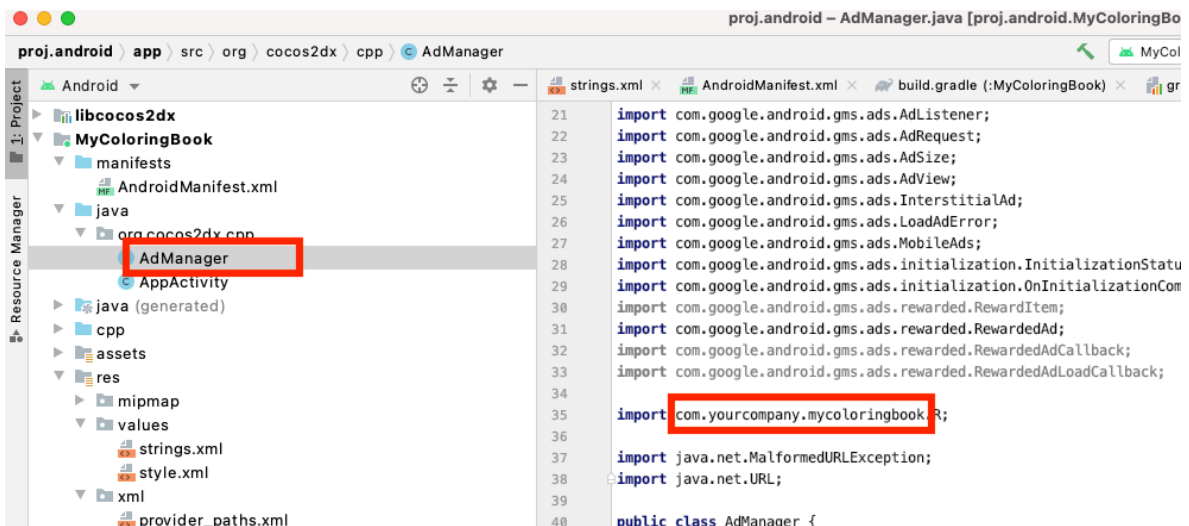 proj.android – AdManager.java [proj.android.MyColoringBo
proj.android app src org cocos2dx cpp AdManager
MyCol
1: Project
Resource Manager
Android
libcocos2dx
MyColoringBook
manifests
AndroidManifest.xml
java
org.cocos2dx.cpp
AdManager
AppActivity
java (generated)
cpp
assets
res
mipmap
values
strings.xml
style.xml
xml
provider_paths.xml
strings.xml AndroidManifest.xml build.gradle (:MyColoringBook) gr
21 import com.google.android.gms.ads.AdListener;
22 import com.google.android.gms.ads.AdRequest;
23 import com.google.android.gms.ads.AdSize;
24 import com.google.android.gms.ads.AdView;
25 import com.google.android.gms.ads.InterstitialAd;
26 import com.google.android.gms.ads.LoadAdError;
27 import com.google.android.gms.ads.MobileAds;
28 import com.google.android.gms.ads.initialization.InitializationStatu
29 import com.google.android.gms.ads.initialization.OnInitializationCom
30 import com.google.android.gms.ads.rewarded.RewardItem;
31 import com.google.android.gms.ads.rewarded.RewardedAd;
32 import com.google.android.gms.ads.rewarded.RewardedAdCallback;
33 import com.google.android.gms.ads.rewarded.RewardedAdLoadCallback;
34
35 import com.yourcompany.mycoloringbook.R;
36
37 import java.net.MalformedURLException;
38 import java.net.URL;
39
40 public class AdManager {